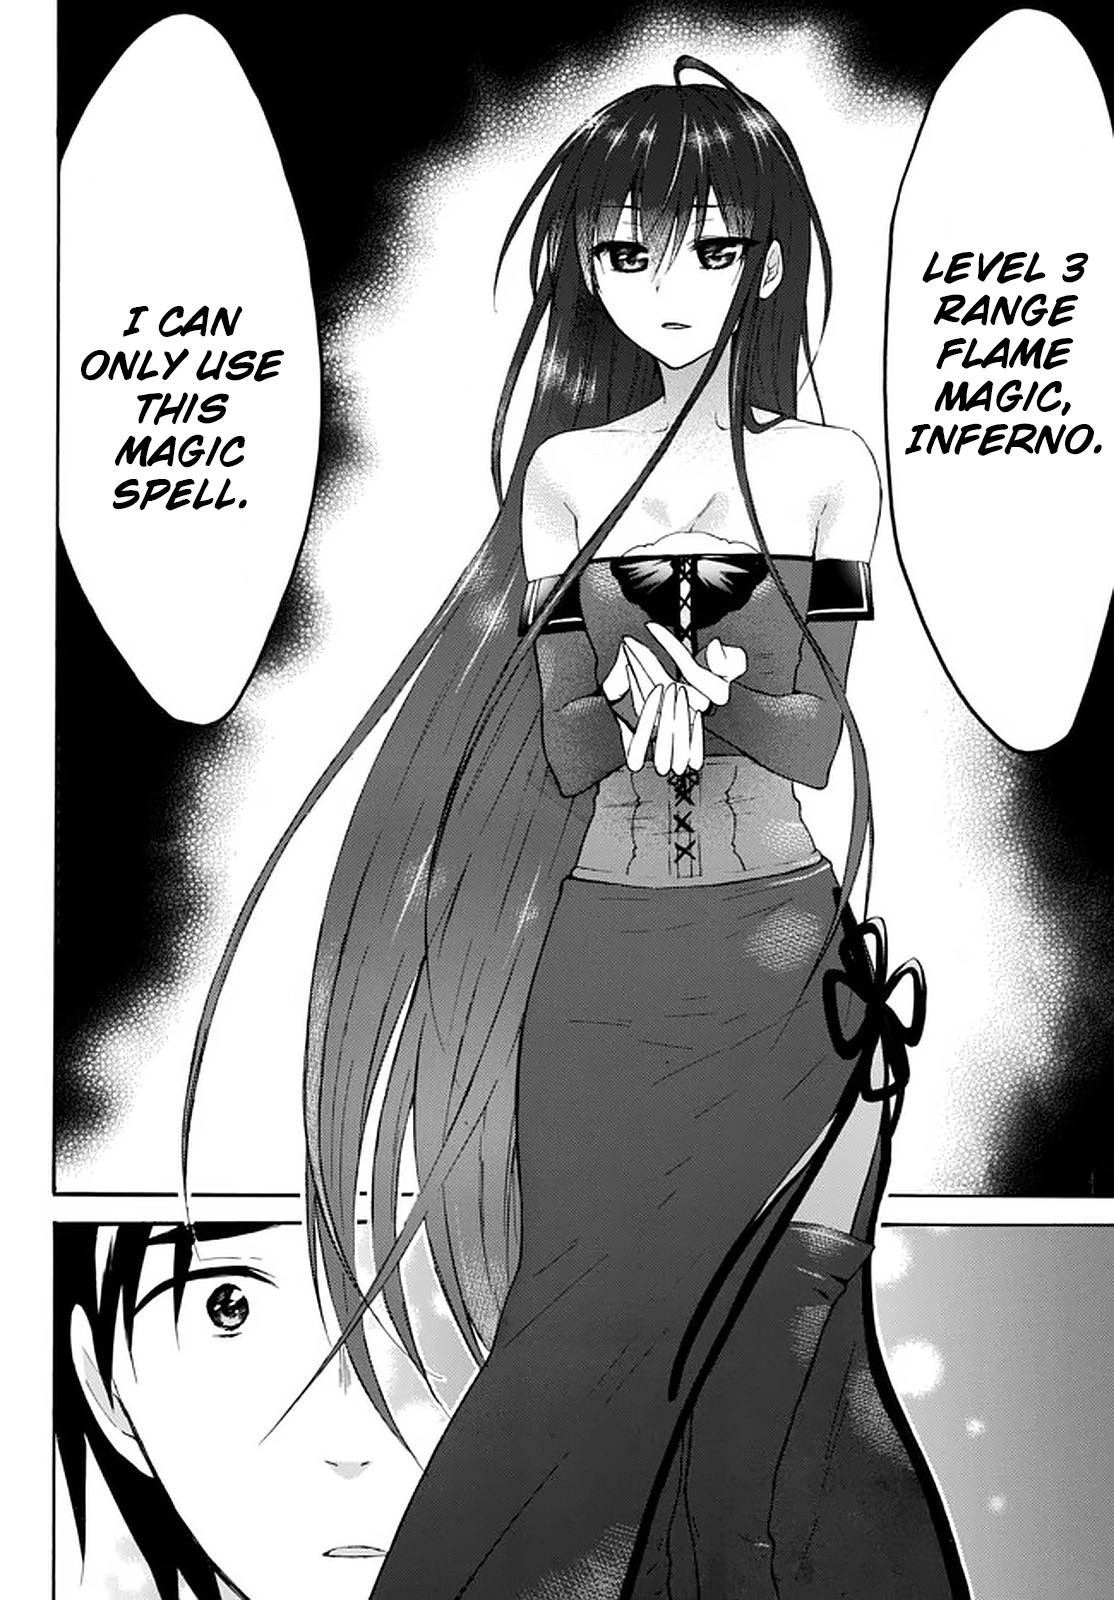 LEVEL 3
RANGE
FLAME
MAGIC,
INFERNO.
I CAN
ONLY USE
THIS
MAGIC
SPELL.